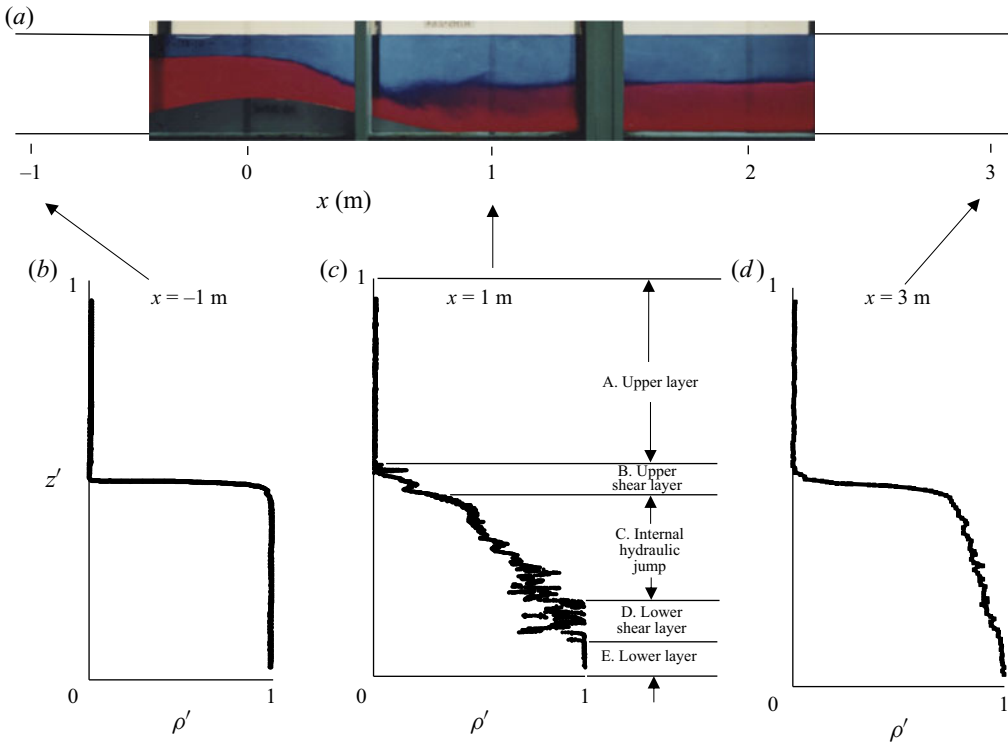 (a)
–1 0 1 2 3
x (m)
(b) (c) (d)
1 1 1
x = –1 m x = 1 m x = 3 m
A. Upper layer
z′
B. Upper
shear layer
C. Internal
hydraulic
jump
D. Lower
shear layer
E. Lower layer
0 1 0 1 0 1
ρ′ ρ′ ρ′